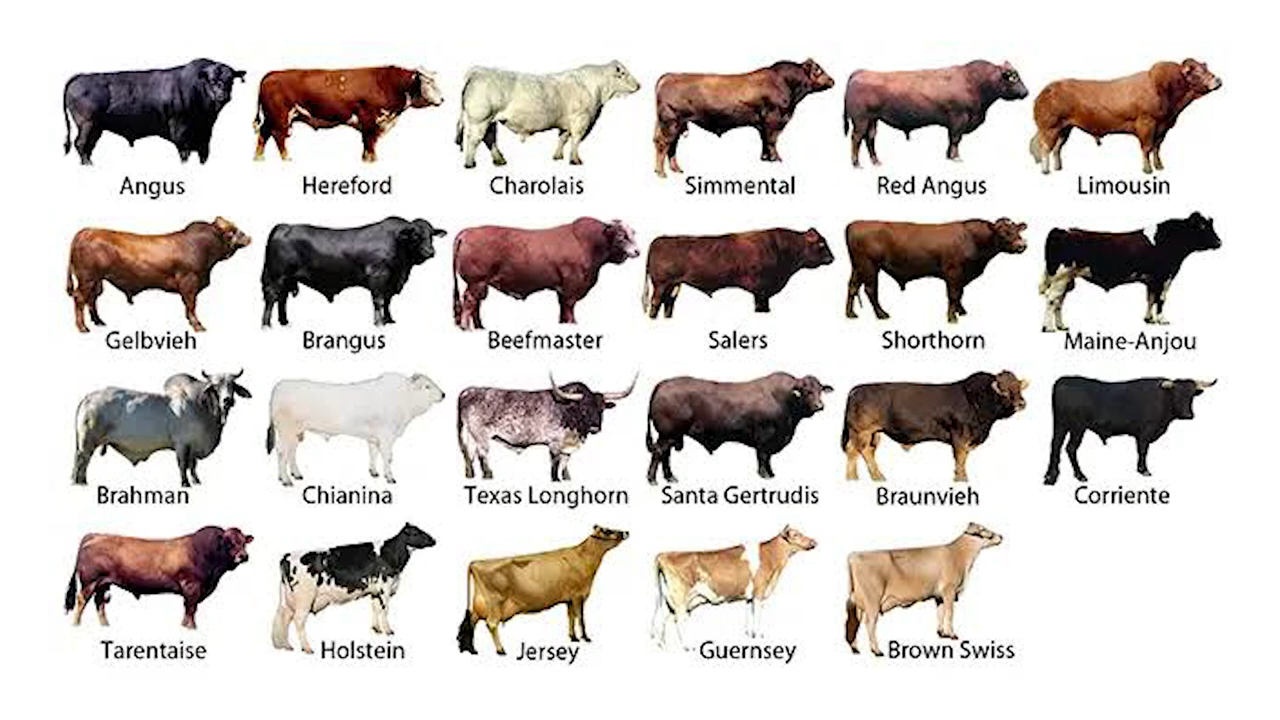 Angus
Hereford
Charolais
Simmental
Red Angus
Limousin
Gelbvieh
Brangus
Beefmaster
Salers
Shorthorn
Maine-Anjou
Brahman
Chianina
Texas Longhorn
Santa Gertrudis
Braunvieh
Corriente
Tarentaise
Holstein
Jersey
Guernsey
Brown Swiss